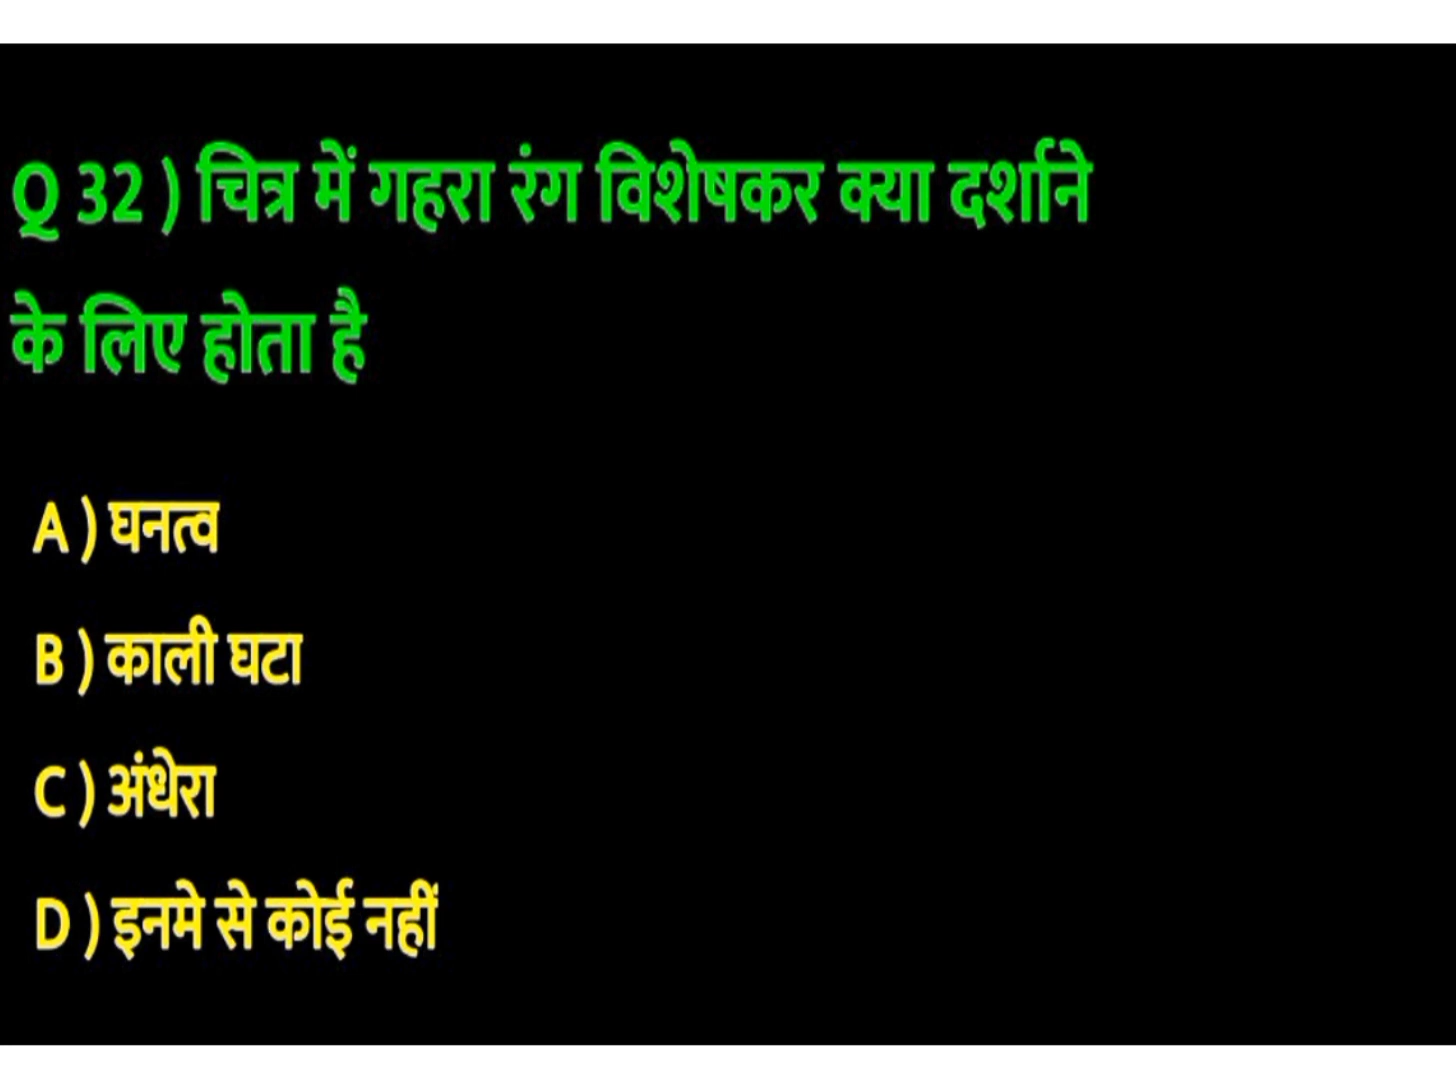 Q 32 ) चित्र में गहरा रंग विशेषकर क्या दर्शाने
के लिए होता है
A ) घनत्व
B ) काली घटा
C ) अंधेरा
D ) इनमे से कोई नहीं